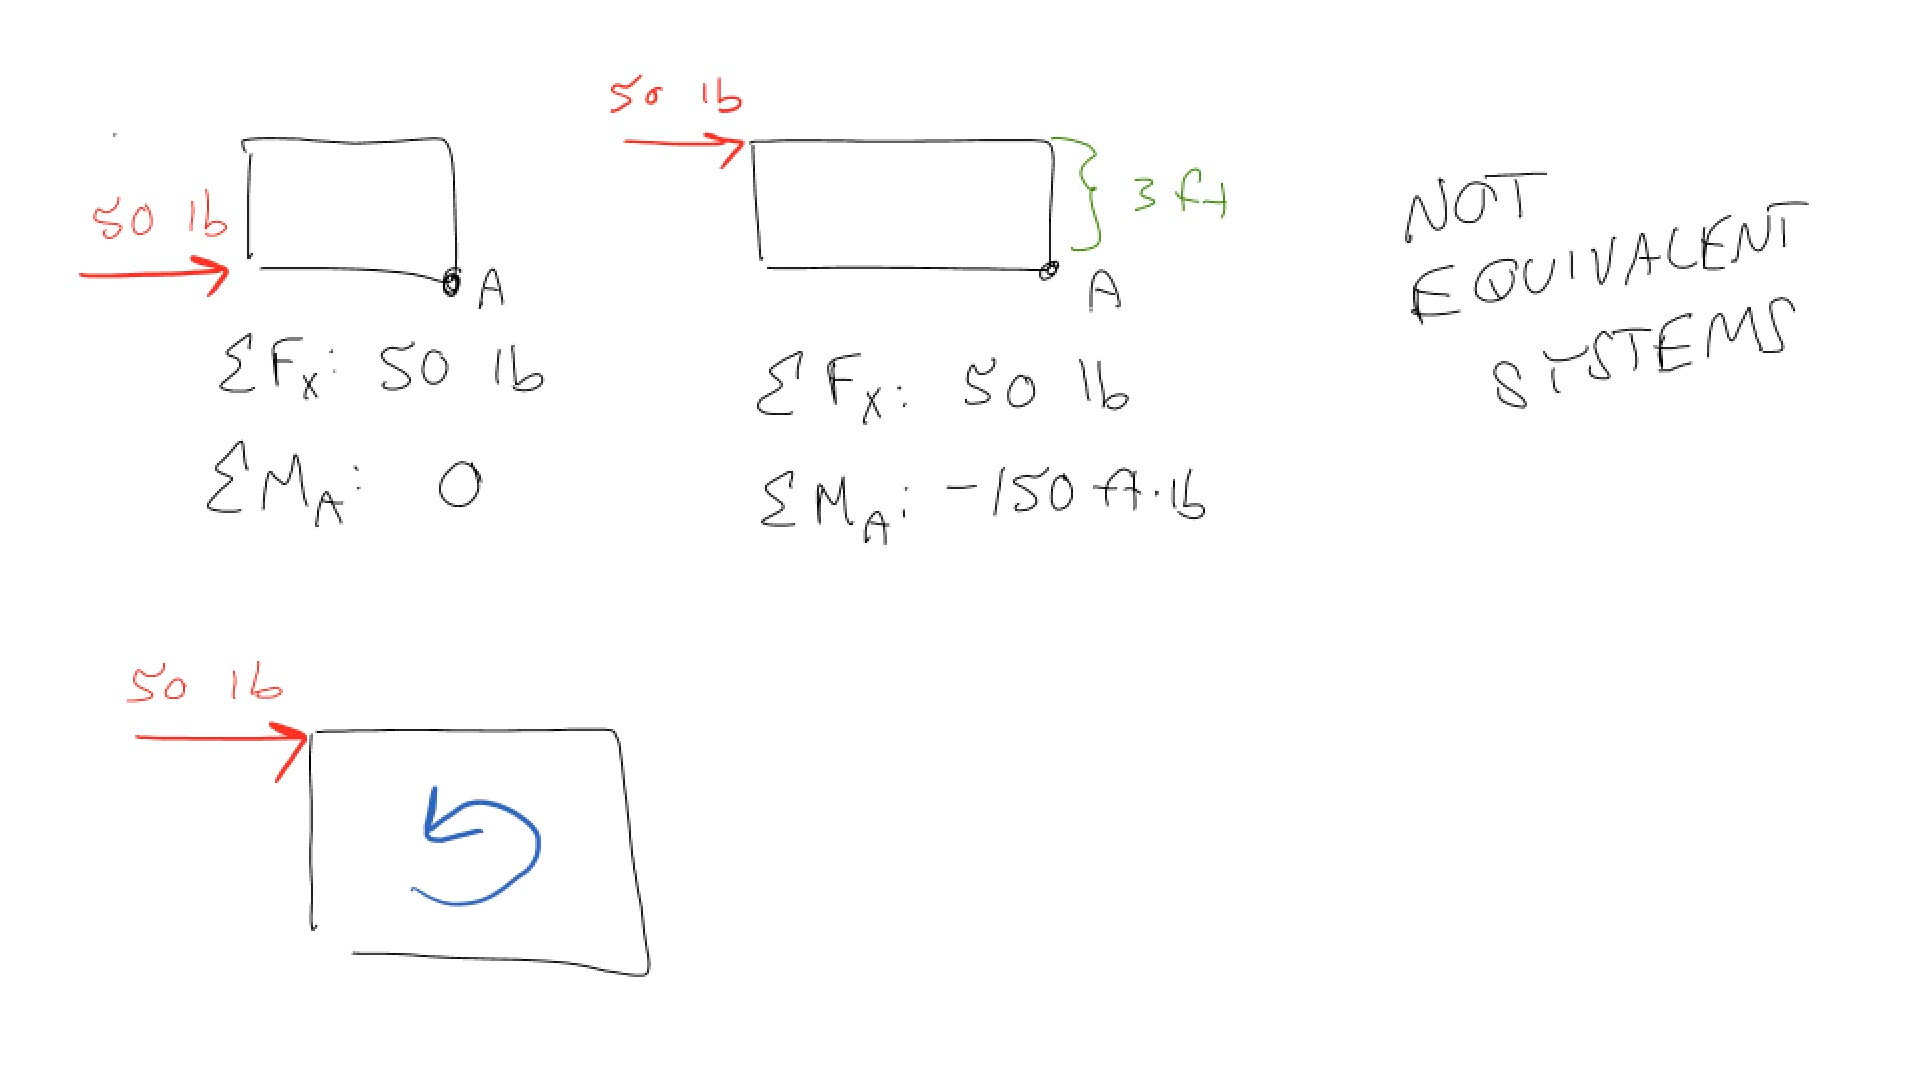 50 lb
A
ΣFx: 50 lb
ΣMA: 0
50 lb
3 ft
A
ΣFx: 50 lb
ΣMA: -150 ft·lb
NOT
EQUIVALENT
SYSTEMS
50 lb